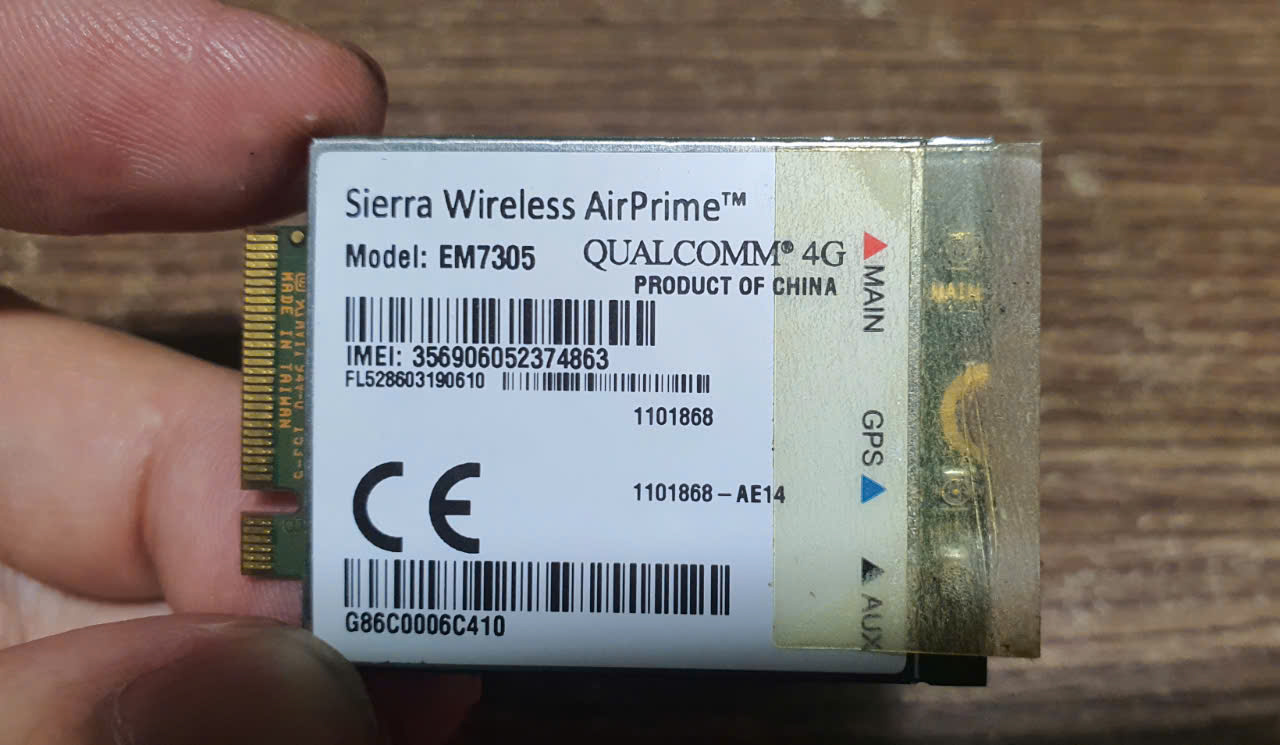 Sierra Wireless AirPrime™
Model: EM7305
QUALCOMM® 4G
PRODUCT OF CHINA
IMEI: 356906052374863
FL528603190610
1101868
1101868-AE14
CE
G86C0006C410
MAIN
GPS
AUX
MAIN
MADE IN TAIWAN